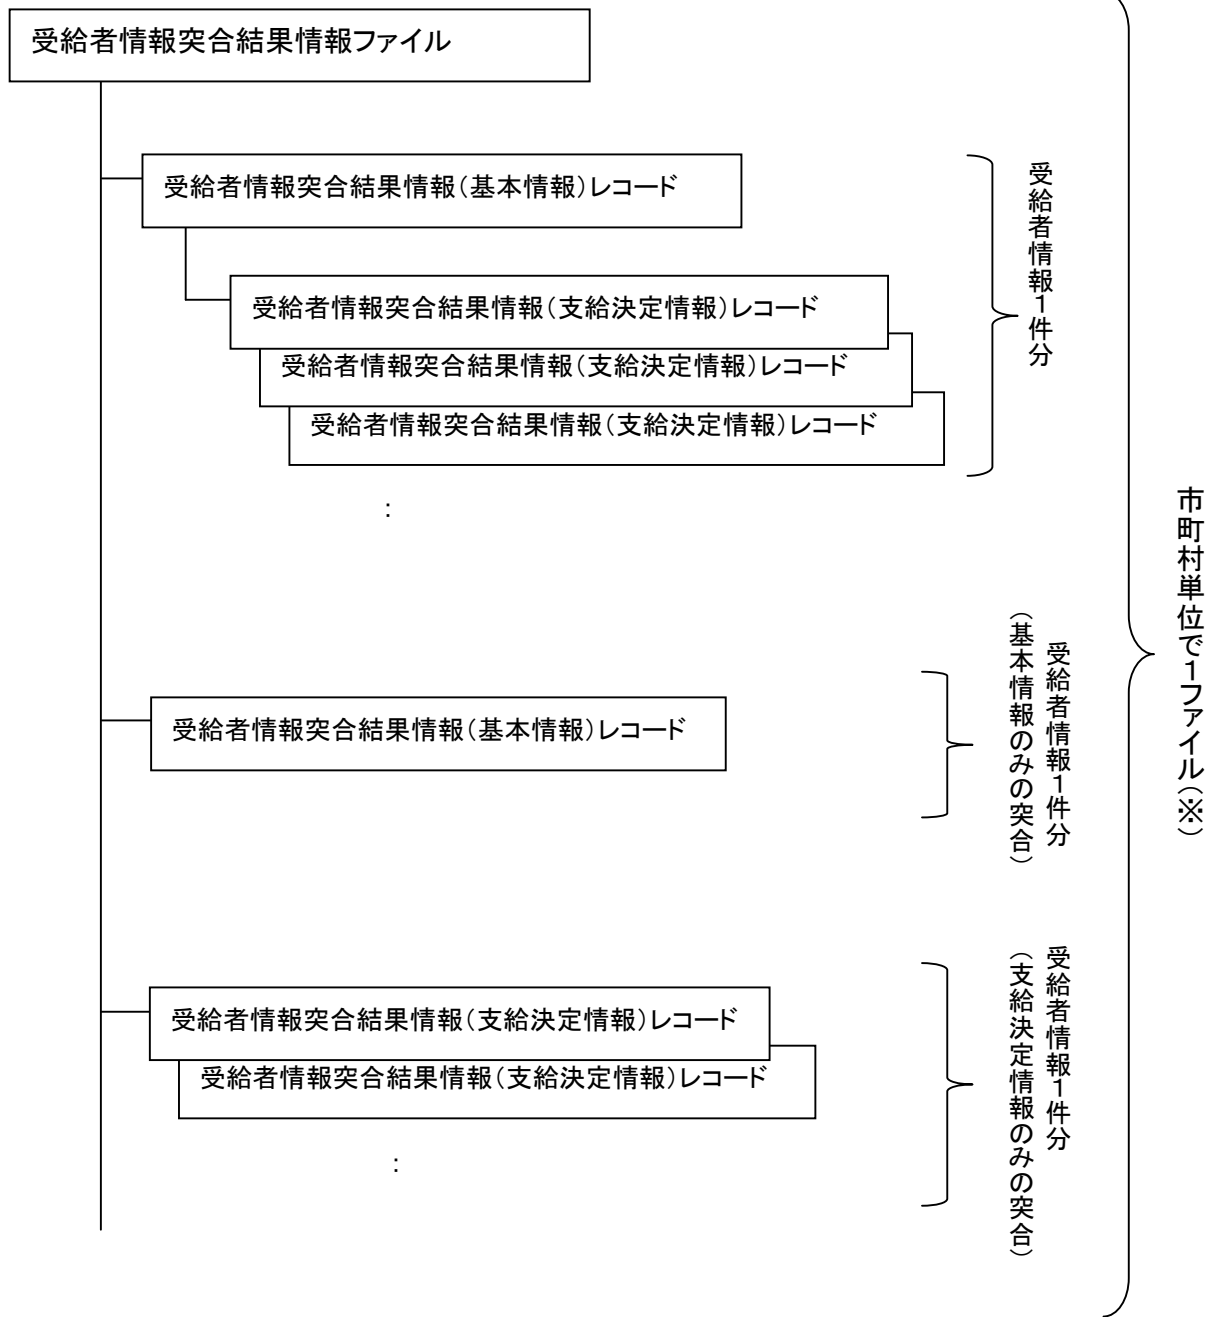 受給者情報突合結果情報ファイル
受給者情報突合結果情報（基本情報）レコード
受給者情報突合結果情報（支給決定情報）レコード
受給者情報突合結果情報（支給決定情報）レコード
受給者情報突合結果情報（支給決定情報）レコード
：
受給者情報１件分
受給者情報突合結果情報（基本情報）レコード
受給者情報１件分
（基本情報のみの突合）
受給者情報突合結果情報（支給決定情報）レコード
受給者情報突合結果情報（支給決定情報）レコード
：
受給者情報１件分
（支給決定情報のみの突合）
市町村単位で１ファイル（※）